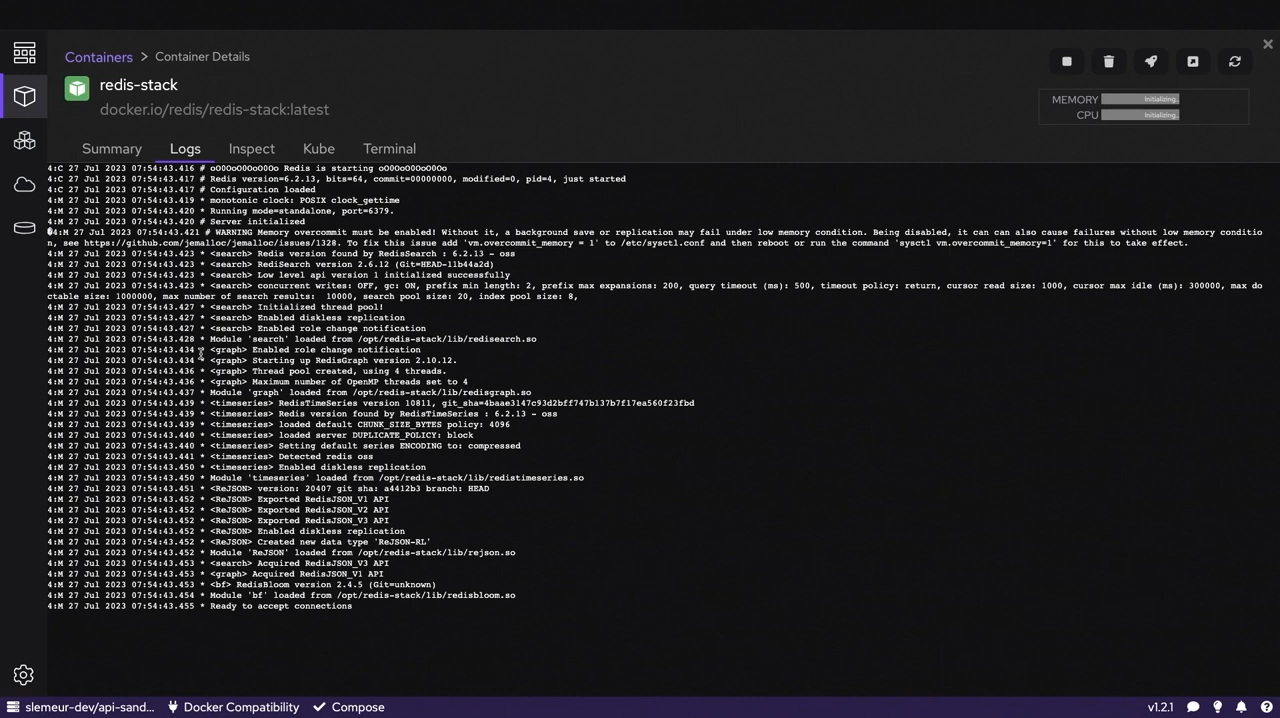 Containers > Container Details
redis-stack
docker.io/redis/redis-stack:latest
MEMORY Initializing..
CPU Initializing..
Summary Logs Inspect Kube Terminal
4:C 27 Jul 2023 07:54:43.416 # oO0OoO0OoO0Oo Redis is starting oO0OoO0OoO0Oo
4:C 27 Jul 2023 07:54:43.417 # Redis version=6.2.13, bits=64, commit=00000000, modified=0, pid=4, just started
4:C 27 Jul 2023 07:54:43.417 # Configuration loaded
4:M 27 Jul 2023 07:54:43.419 * monotonic clock: POSIX clock_gettime
4:M 27 Jul 2023 07:54:43.420 * Running mode=standalone, port=6379.
4:M 27 Jul 2023 07:54:43.420 # Server initialized
�4:M 27 Jul 2023 07:54:43.421 # WARNING Memory overcommit must be enabled! Without it, a background save or replication may fail under low memory condition. Being disabled, it can can also cause failures without low memory conditio
n, see https://github.com/jemalloc/jemalloc/issues/1328. To fix this issue add 'vm.overcommit_memory = 1' to /etc/sysctl.conf and then reboot or run the command 'sysctl vm.overcommit_memory=1' for this to take effect.
4:M 27 Jul 2023 07:54:43.423 * <search> Redis version found by RedisSearch : 6.2.13 - oss
4:M 27 Jul 2023 07:54:43.423 * <search> RediSearch version 2.6.12 (Git=HEAD-11b44a2d)
4:M 27 Jul 2023 07:54:43.423 * <search> Low level api version 1 initialized successfully
4:M 27 Jul 2023 07:54:43.423 * <search> concurrent writes: OFF, gc: ON, prefix min length: 2, prefix max expansions: 200, query timeout (ms): 500, timeout policy: return, cursor read size: 1000, cursor max idle (ms): 300000, max do
ctable size: 1000000, max number of search results:  10000, search pool size: 20, index pool size: 8,
4:M 27 Jul 2023 07:54:43.427 * <search> Initialized thread pool!
4:M 27 Jul 2023 07:54:43.427 * <search> Enabled diskless replication
4:M 27 Jul 2023 07:54:43.427 * <search> Enabled role change notification
4:M 27 Jul 2023 07:54:43.428 * Module 'search' loaded from /opt/redis-stack/lib/redisearch.so
4:M 27 Jul 2023 07:54:43.434 * <graph> Enabled role change notification
4:M 27 Jul 2023 07:54:43.434 * <graph> Starting up RedisGraph version 2.10.12.
4:M 27 Jul 2023 07:54:43.436 * <graph> Thread pool created, using 4 threads.
4:M 27 Jul 2023 07:54:43.436 * <graph> Maximum number of OpenMP threads set to 4
4:M 27 Jul 2023 07:54:43.437 * Module 'graph' loaded from /opt/redis-stack/lib/redisgraph.so
4:M 27 Jul 2023 07:54:43.439 * <timeseries> RedisTimeSeries version 10811, git_sha=4baae3147c93d2bff747b137b7f17ea560f23fbd
4:M 27 Jul 2023 07:54:43.439 * <timeseries> Redis version found by RedisTimeSeries : 6.2.13 - oss
4:M 27 Jul 2023 07:54:43.439 * <timeseries> loaded default CHUNK_SIZE_BYTES policy: 4096
4:M 27 Jul 2023 07:54:43.440 * <timeseries> loaded server DUPLICATE_POLICY: block
4:M 27 Jul 2023 07:54:43.440 * <timeseries> Setting default series ENCODING to: compressed
4:M 27 Jul 2023 07:54:43.441 * <timeseries> Detected redis oss
4:M 27 Jul 2023 07:54:43.450 * <timeseries> Enabled diskless replication
4:M 27 Jul 2023 07:54:43.450 * Module 'timeseries' loaded from /opt/redis-stack/lib/redistimeseries.so
4:M 27 Jul 2023 07:54:43.451 * <ReJSON> version: 20407 git sha: a4412b3 branch: HEAD
4:M 27 Jul 2023 07:54:43.452 * <ReJSON> Exported RedisJSON_V1 API
4:M 27 Jul 2023 07:54:43.452 * <ReJSON> Exported RedisJSON_V2 API
4:M 27 Jul 2023 07:54:43.452 * <ReJSON> Exported RedisJSON_V3 API
4:M 27 Jul 2023 07:54:43.452 * <ReJSON> Enabled diskless replication
4:M 27 Jul 2023 07:54:43.452 * <ReJSON> Created new data type 'ReJSON-RL'
4:M 27 Jul 2023 07:54:43.452 * Module 'ReJSON' loaded from /opt/redis-stack/lib/rejson.so
4:M 27 Jul 2023 07:54:43.453 * <search> Acquired RedisJSON_V3 API
4:M 27 Jul 2023 07:54:43.453 * <graph> Acquired RedisJSON_V1 API
4:M 27 Jul 2023 07:54:43.453 * <bf> RedisBloom version 2.4.5 (Git=unknown)
4:M 27 Jul 2023 07:54:43.454 * Module 'bf' loaded from /opt/redis-stack/lib/redisbloom.so
4:M 27 Jul 2023 07:54:43.455 * Ready to accept connections
slemeur-dev/api-sand... Docker Compatibility Compose v1.2.1